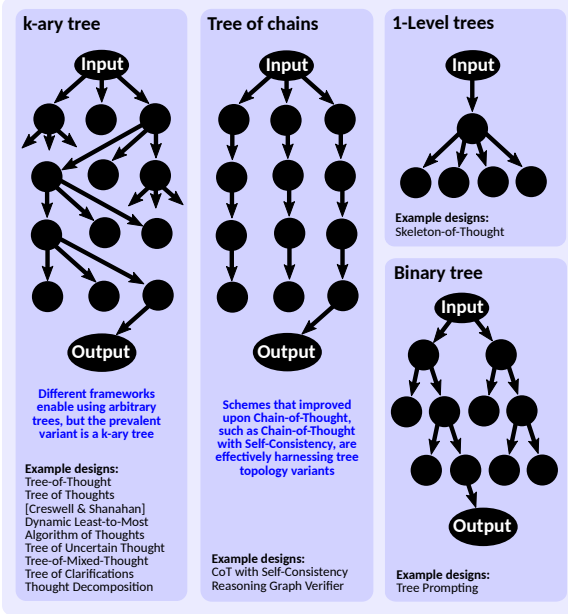 k-ary tree
Input
Output
Different frameworks
enable using arbitrary
trees, but the prevalent
variant is a k-ary tree
Example designs:
Tree-of-Thought
Tree of Thoughts
[Creswell & Shanahan]
Dynamic Least-to-Most
Algorithm of Thoughts
Tree of Uncertain Thought
Tree-of-Mixed-Thought
Tree of Clarifications
Thought Decomposition
Tree of chains
Input
Output
Schemes that improved
upon Chain-of-Thought,
such as Chain-of-Thought
with Self-Consistency, are
effectively harnessing tree
topology variants
Example designs:
CoT with Self-Consistency
Reasoning Graph Verifier
1-Level trees
Input
Example designs:
Skeleton-of-Thought
Binary tree
Input
Output
Example designs:
Tree Prompting